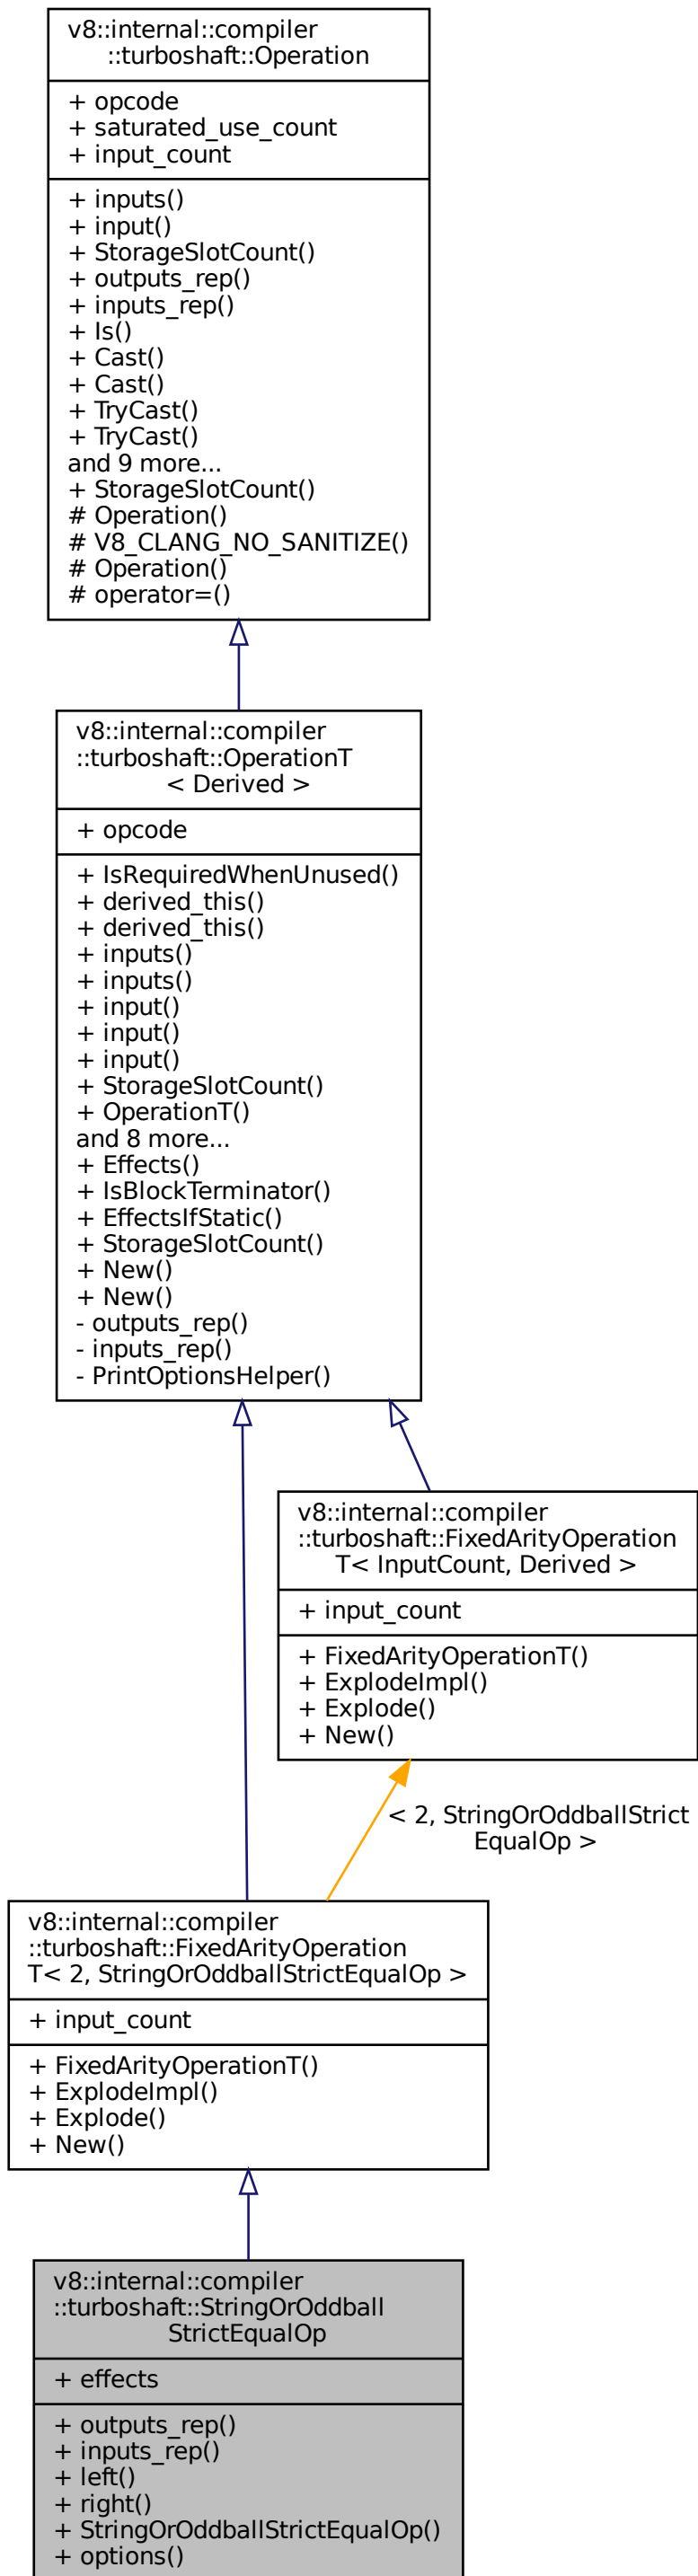 v8::internal::compiler
::turboshaft::Operation
+ opcode
+ saturated_use_count
+ input_count
+ inputs()
+ input()
+ StorageSlotCount()
+ outputs_rep()
+ inputs_rep()
+ Is()
+ Cast()
+ Cast()
+ TryCast()
+ TryCast()
and 9 more...
+ StorageSlotCount()
# Operation()
# V8_CLANG_NO_SANITIZE()
# Operation()
# operator=()
v8::internal::compiler
::turboshaft::OperationT
< Derived >
+ opcode
+ IsRequiredWhenUnused()
+ derived_this()
+ derived_this()
+ inputs()
+ inputs()
+ input()
+ input()
+ input()
+ StorageSlotCount()
+ OperationT()
and 8 more...
+ Effects()
+ IsBlockTerminator()
+ EffectsIfStatic()
+ StorageSlotCount()
+ New()
+ New()
- outputs_rep()
- inputs_rep()
- PrintOptionsHelper()
v8::internal::compiler
::turboshaft::FixedArityOperation
T< InputCount, Derived >
+ input_count
+ FixedArityOperationT()
+ ExplodeImpl()
+ Explode()
+ New()
< 2, StringOrOddballStrict
EqualOp >
v8::internal::compiler
::turboshaft::FixedArityOperation
T< 2, StringOrOddballStrictEqualOp >
+ input_count
+ FixedArityOperationT()
+ ExplodeImpl()
+ Explode()
+ New()
v8::internal::compiler
::turboshaft::StringOrOddball
StrictEqualOp
+ effects
+ outputs_rep()
+ inputs_rep()
+ left()
+ right()
+ StringOrOddballStrictEqualOp()
+ options()